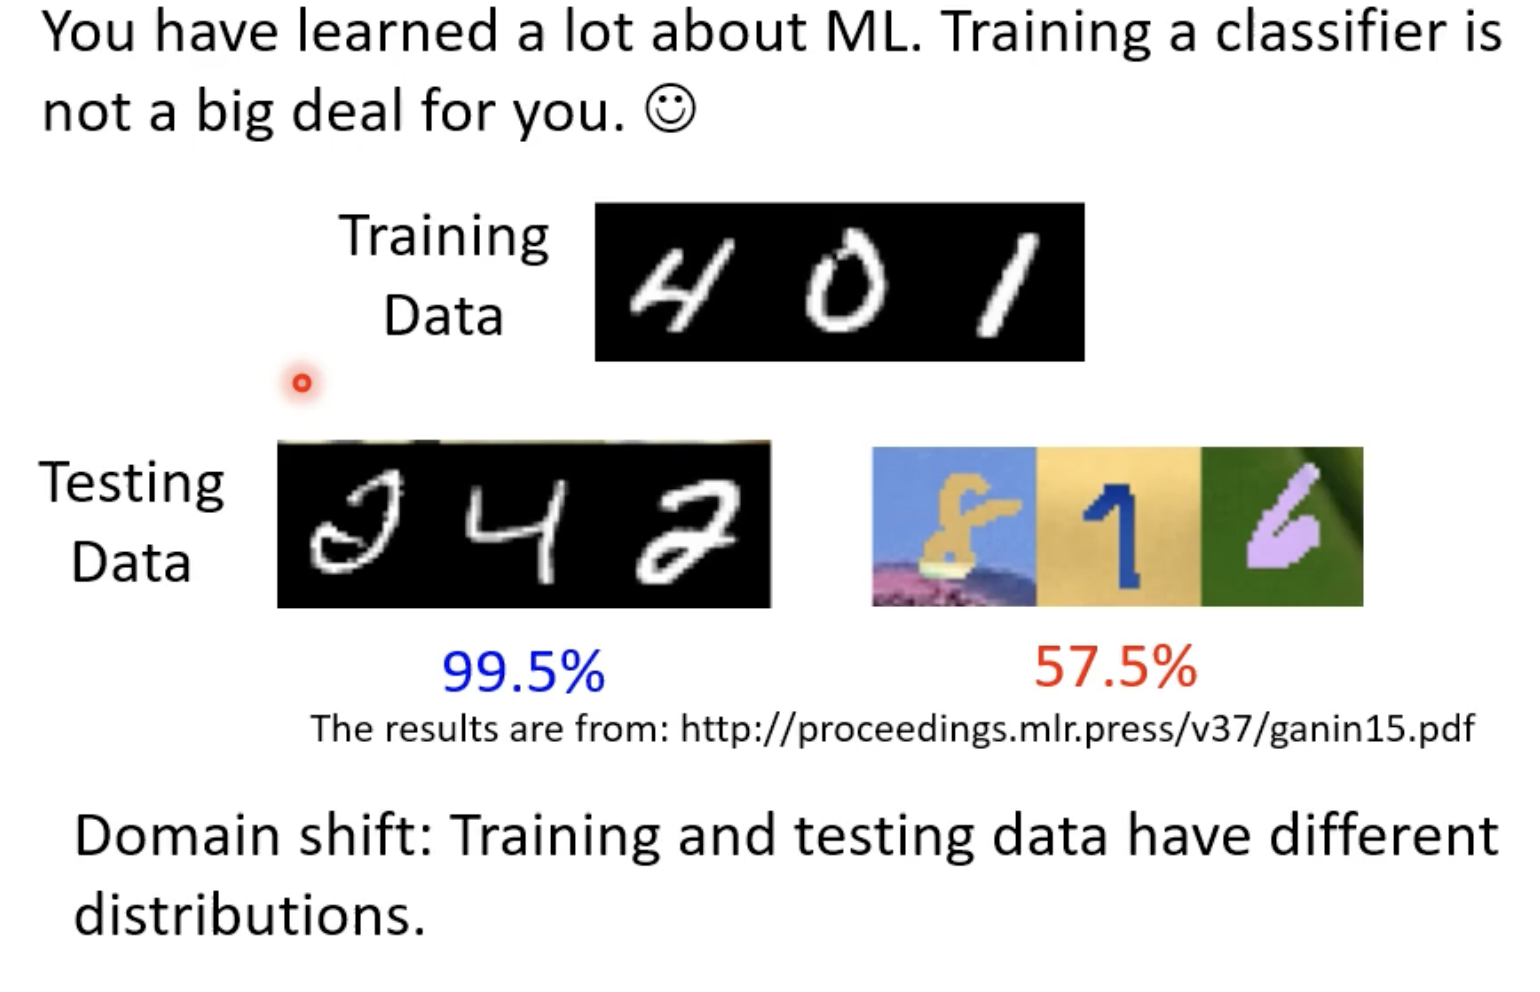 You have learned a lot about ML. Training a classifier is
not a big deal for you. ☺
Training
Data
4 0 1
Testing
Data
2 4 2
8 1 6
99.5%
57.5%
The results are from: http://proceedings.mlr.press/v37/ganin15.pdf
Domain shift: Training and testing data have different
distributions.